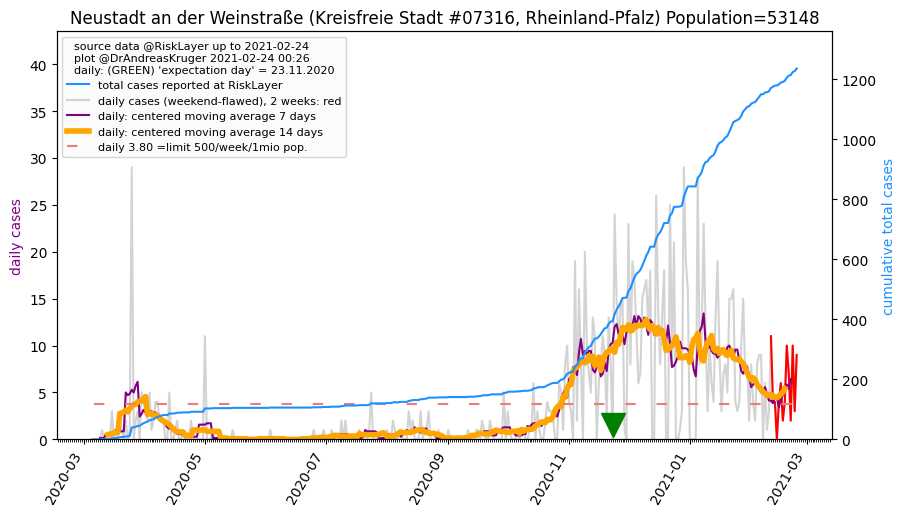 Neustadt an der Weinstraße (Kreisfreie Stadt #07316, Rheinland-Pfalz) Population=53148
source data @RiskLayer up to 2021-02-24
plot @DrAndreasKruger 2021-02-24 00:26
daily: (GREEN) 'expectation day' = 23.11.2020
total cases reported at RiskLayer
daily cases (weekend-flawed), 2 weeks: red
daily: centered moving average 7 days
daily: centered moving average 14 days
daily 3.80 =limit 500/week/1mio pop.
daily cases
40
35
30
25
20
15
10
5
0
cumulative total cases
1200
1000
800
600
400
200
0
2020-03
2020-05
2020-07
2020-09
2020-11
2021-01
2021-03